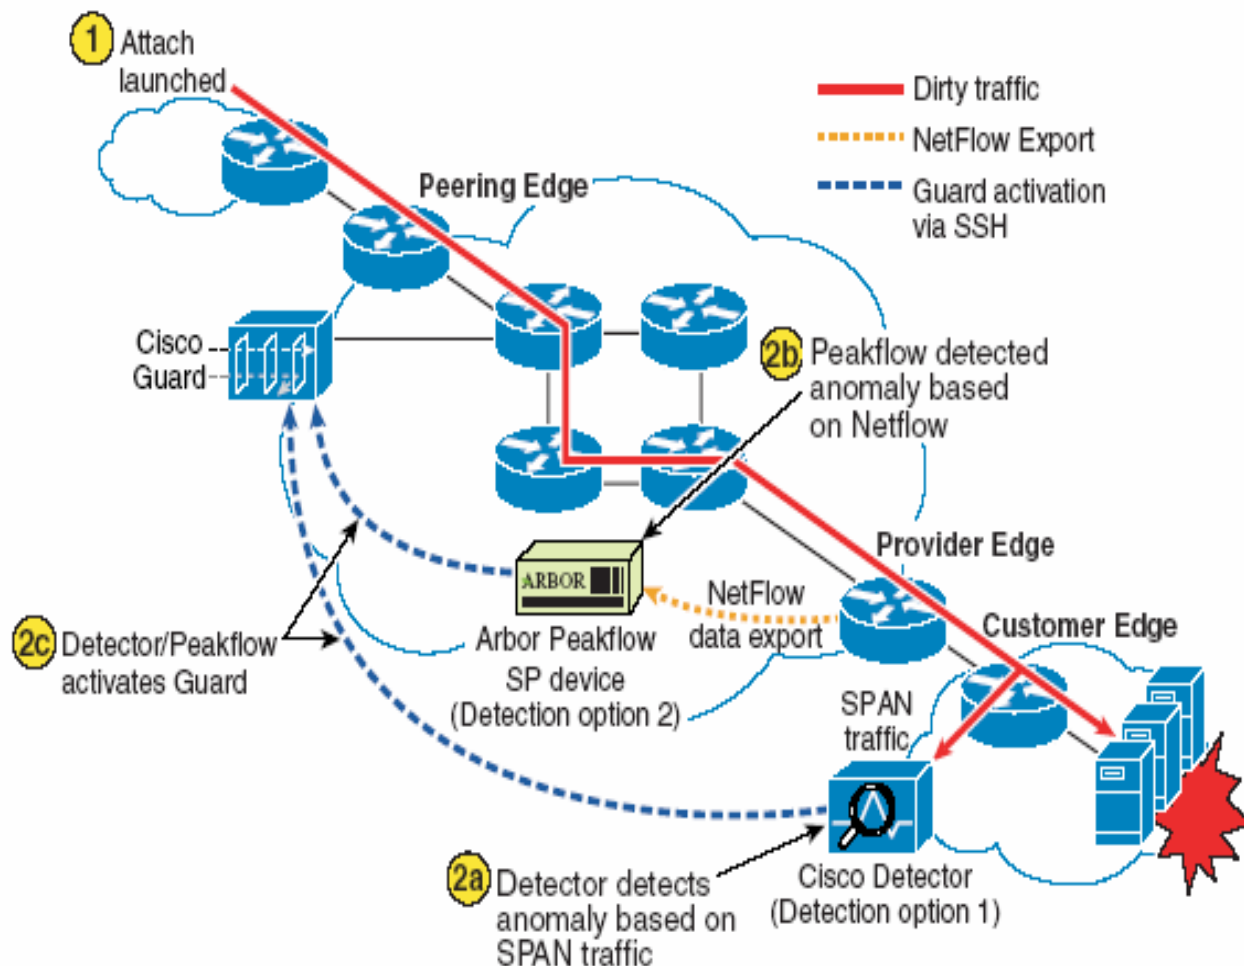 1 Attach
launched
Dirty traffic
NetFlow Export
Guard activation
via SSH
Peering Edge
Cisco
Guard
2b Peakflow detected
anomaly based
on Netflow
Provider Edge
ARBOR
NetFlow
data export
Arbor Peakflow
SP device
(Detection option 2)
Customer Edge
2c Detector/Peakflow
activates Guard
SPAN
traffic
2a Detector detects
anomaly based on
SPAN traffic
Cisco Detector
(Detection option 1)